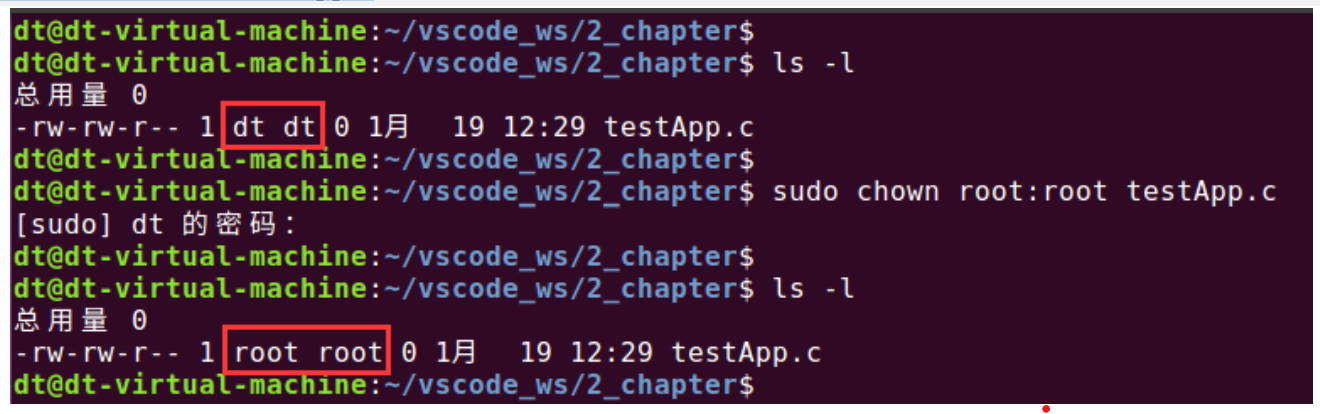 dt@dt-virtual-machine:~/vscode_ws/2_chapter$
dt@dt-virtual-machine:~/vscode_ws/2_chapter$ ls -l
总用量 0
-rw-rw-r-- 1 dt dt 0 1月  19 12:29 testApp.c
dt@dt-virtual-machine:~/vscode_ws/2_chapter$
dt@dt-virtual-machine:~/vscode_ws/2_chapter$ sudo chown root:root testApp.c
[sudo] dt 的密码：
dt@dt-virtual-machine:~/vscode_ws/2_chapter$
dt@dt-virtual-machine:~/vscode_ws/2_chapter$ ls -l
总用量 0
-rw-rw-r-- 1 root root 0 1月  19 12:29 testApp.c
dt@dt-virtual-machine:~/vscode_ws/2_chapter$